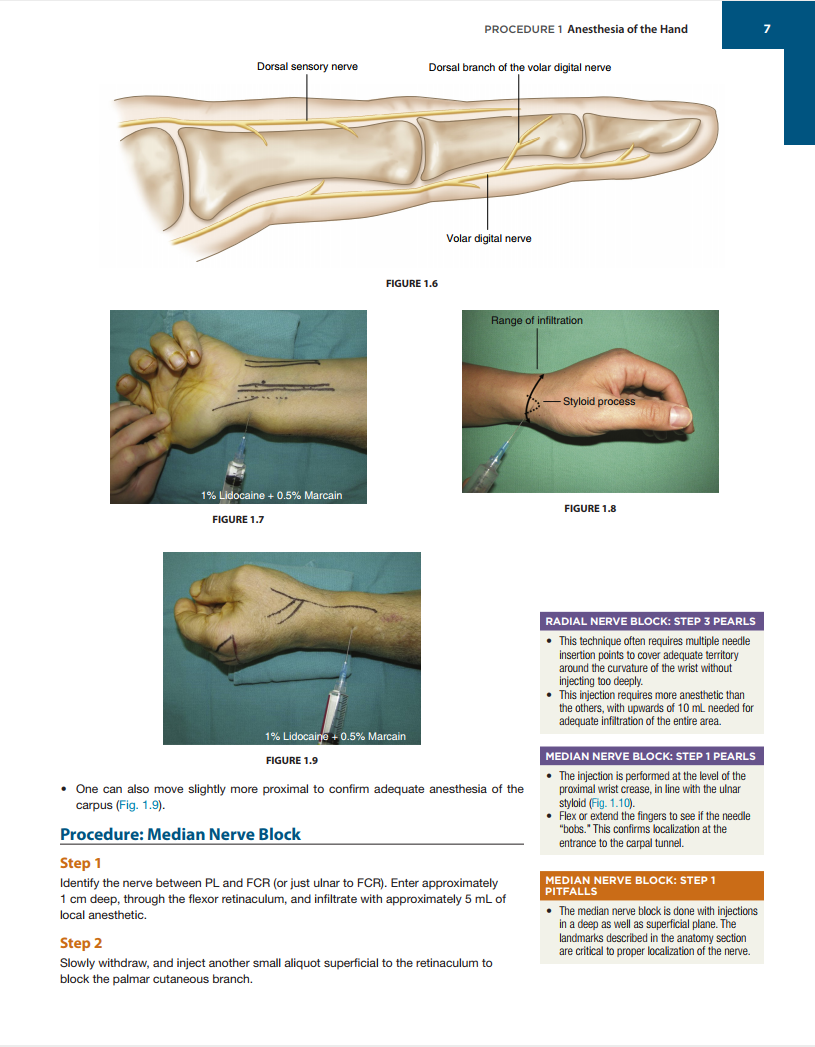 PROCEDURE 1 Anesthesia of the Hand
7
Dorsal sensory nerve
Dorsal branch of the volar digital nerve
Volar digital nerve
FIGURE 1.6
1% Lidocaine + 0.5% Marcain
FIGURE 1.7
Range of infiltration
Styloid process
FIGURE 1.8
1% Lidocaine + 0.5% Marcain
FIGURE 1.9
• One can also move slightly more proximal to confirm adequate anesthesia of the
carpus (Fig. 1.9).
Procedure: Median Nerve Block
Step 1
Identify the nerve between PL and FCR (or just ulnar to FCR). Enter approximately
1 cm deep, through the flexor retinaculum, and infiltrate with approximately 5 mL of
local anesthetic.
Step 2
Slowly withdraw, and inject another small aliquot superficial to the retinaculum to
block the palmar cutaneous branch.
RADIAL NERVE BLOCK: STEP 3 PEARLS
• This technique often requires multiple needle
insertion points to cover adequate territory
around the curvature of the wrist without
injecting too deeply.
• This injection requires more anesthetic than
the others, with upwards of 10 mL needed for
adequate infiltration of the entire area.
MEDIAN NERVE BLOCK: STEP 1 PEARLS
• The injection is performed at the level of the
proximal wrist crease, in line with the ulnar
styloid (Fig. 1.10).
• Flex or extend the fingers to see if the needle
“bobs.” This confirms localization at the
entrance to the carpal tunnel.
MEDIAN NERVE BLOCK: STEP 1
PITFALLS
• The median nerve block is done with injections
in a deep as well as superficial plane. The
landmarks described in the anatomy section
are critical to proper localization of the nerve.